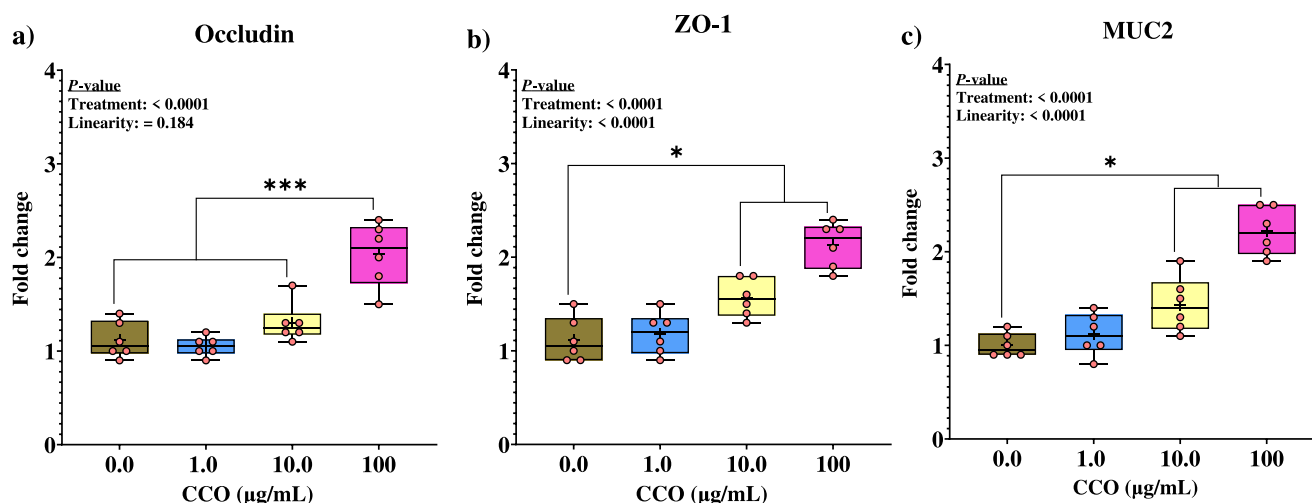 a)
Occludin
P-value
Treatment: < 0.0001
Linearity: = 0.184
***
Fold change
4
3
2
1
0
0.0 1.0 10.0 100
CCO (µg/mL)
b)
ZO-1
P-value
Treatment: < 0.0001
Linearity: < 0.0001
*
Fold change
4
3
2
1
0
0.0 1.0 10.0 100
CCO (µg/mL)
c)
MUC2
P-value
Treatment: < 0.0001
Linearity: < 0.0001
*
Fold change
4
3
2
1
0
0.0 1.0 10.0 100
CCO (µg/mL)